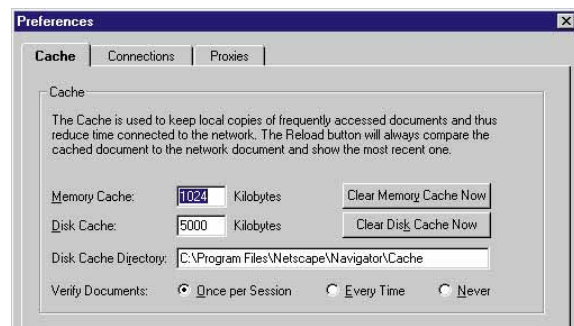 Preferences
Cache Connections Proxies
Cache
The Cache is used to keep local copies of frequently accessed documents and thus
reduce time connected to the network. The Reload button will always compare the
cached document to the network document and show the most recent one.
Memory Cache: 1024 Kilobytes Clear Memory Cache Now
Disk Cache: 5000 Kilobytes Clear Disk Cache Now
Disk Cache Directory: C:\Program Files\Netscape\Navigator\Cache
Verify Documents: Once per Session Every Time Never